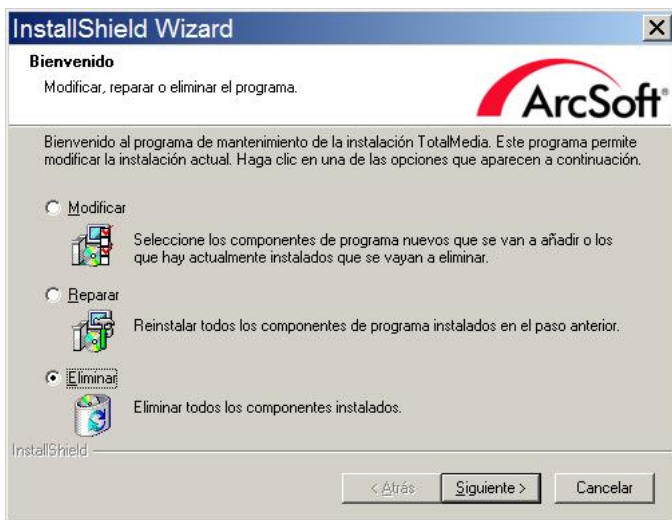 InstallShield Wizard
Bienvenido
Modificar, reparar o eliminar el programa.
ArcSoft®
Bienvenido al programa de mantenimiento de la instalación TotalMedia. Este programa permite
modificar la instalación actual. Haga clic en una de las opciones que aparecen a continuación.
Modificar
Seleccione los componentes de programa nuevos que se van a añadir o los
que hay actualmente instalados que se vayan a eliminar.
Reparar
Reinstalar todos los componentes de programa instalados en el paso anterior.
Eliminar
Eliminar todos los componentes instalados.
InstallShield
< Atrás
Siguiente >
Cancelar